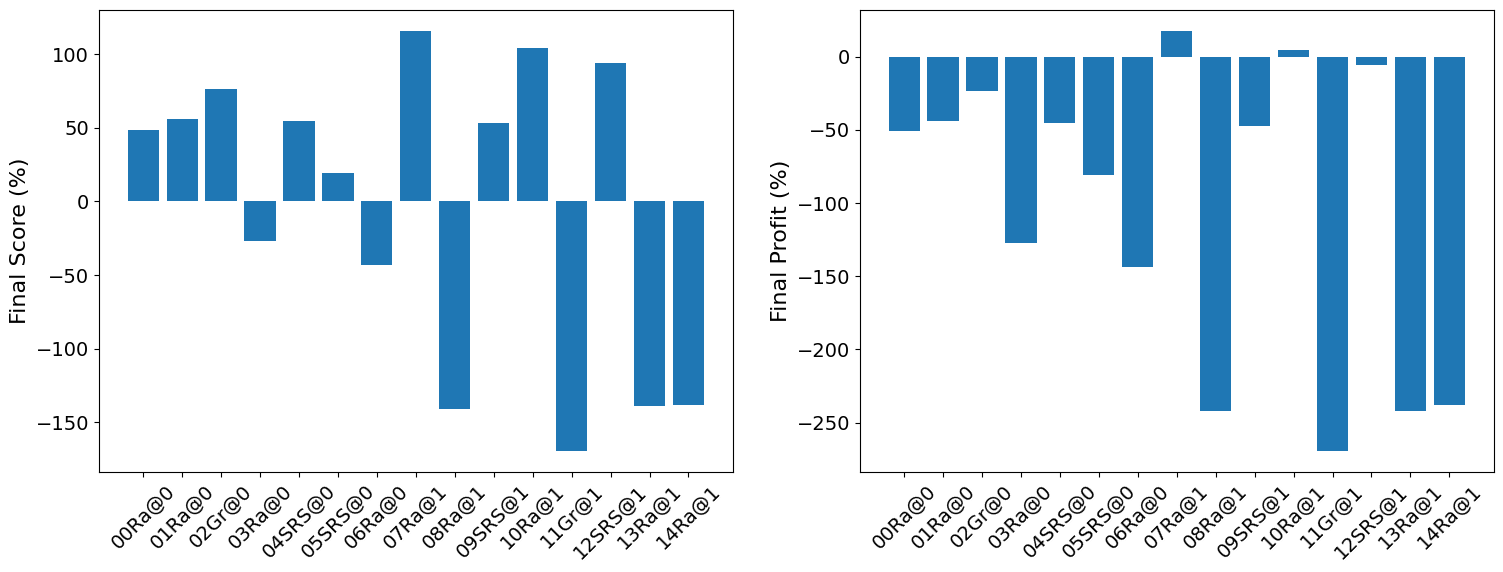 Final Score (%)
100
50
0
−50
−100
−150
00Ra@0
01Ra@0
02Gr@0
03Ra@0
04SRS@0
05SRS@0
06Ra@0
07Ra@1
08Ra@1
09SRS@1
10Ra@1
11Gr@1
12SRS@1
13Ra@1
14Ra@1
Final Profit (%)
0
−50
−100
−150
−200
−250
00Ra@0
01Ra@0
02Gr@0
03Ra@0
04SRS@0
05SRS@0
06Ra@0
07Ra@1
08Ra@1
09SRS@1
10Ra@1
11Gr@1
12SRS@1
13Ra@1
14Ra@1